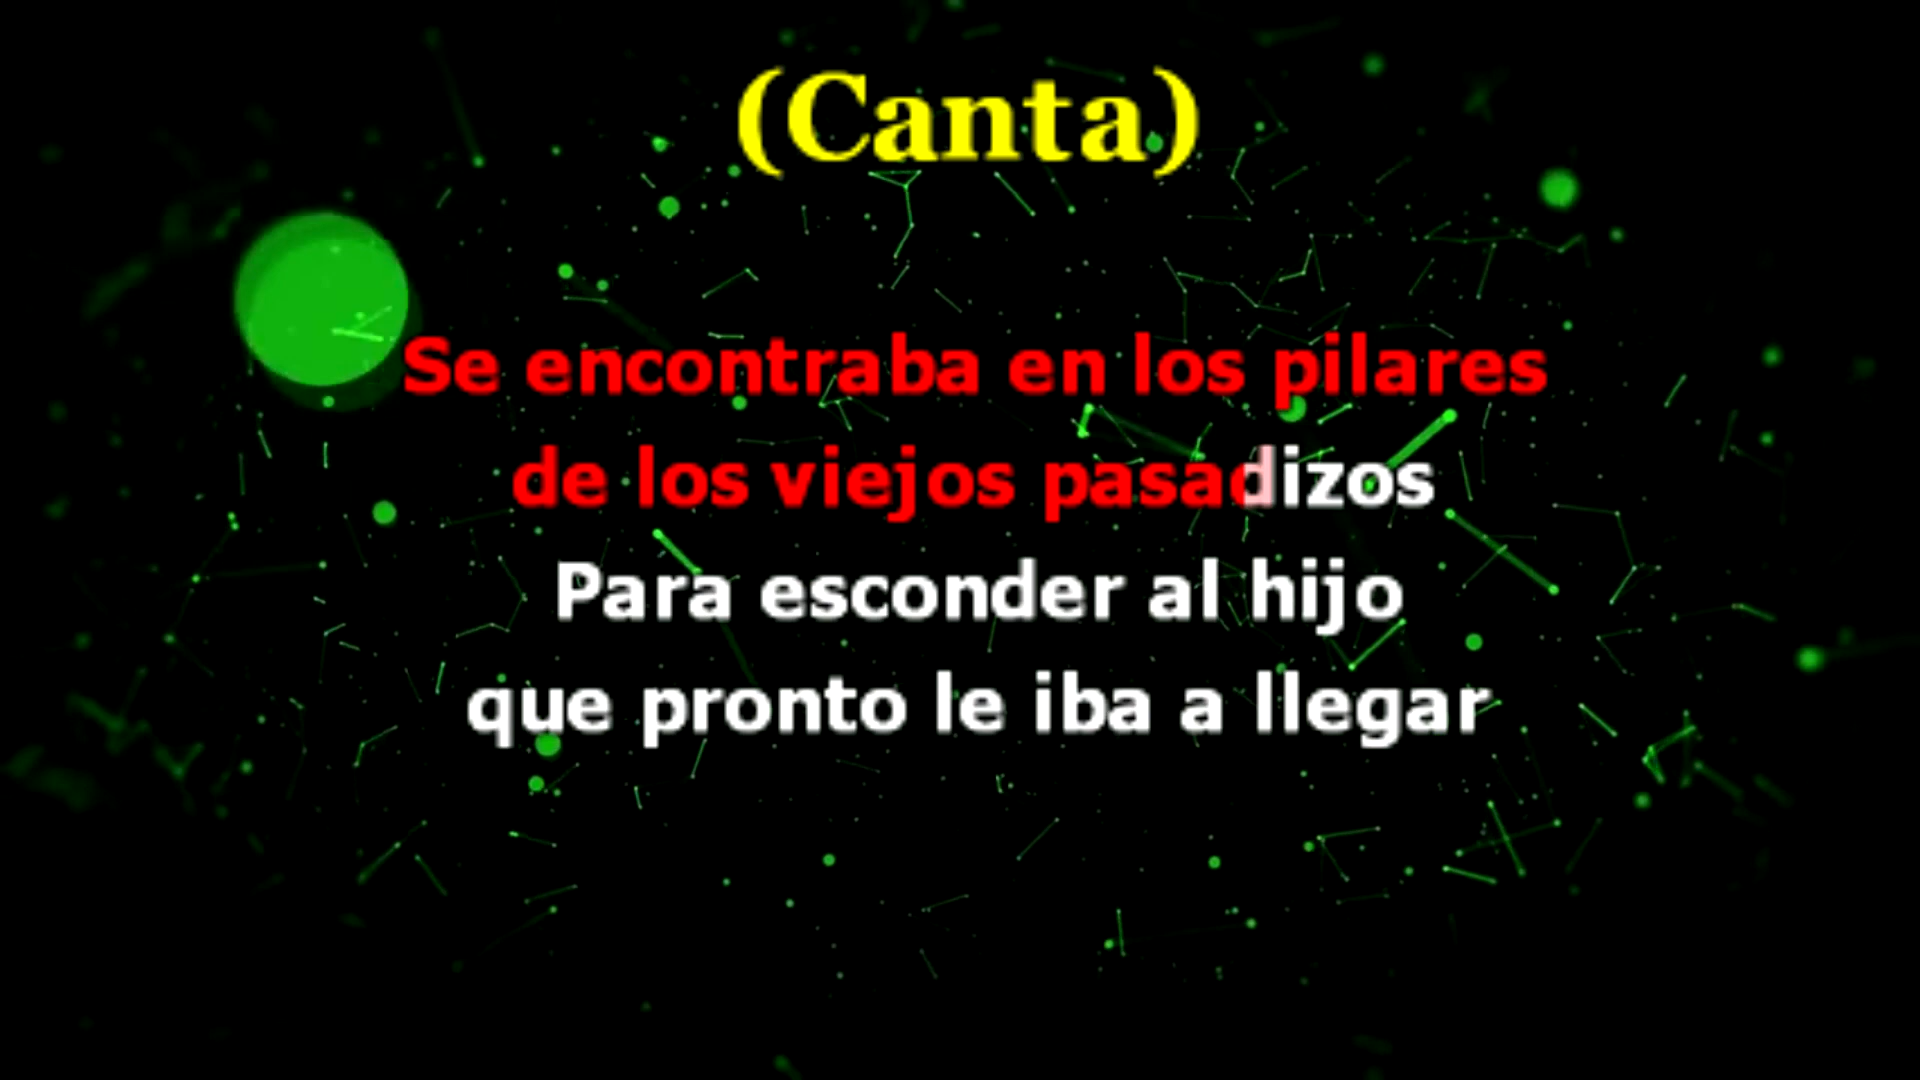 (Canta)
Se encontraba en los pilares
de los viejos pasadizos
Para esconder al hijo
que pronto le iba a llegar